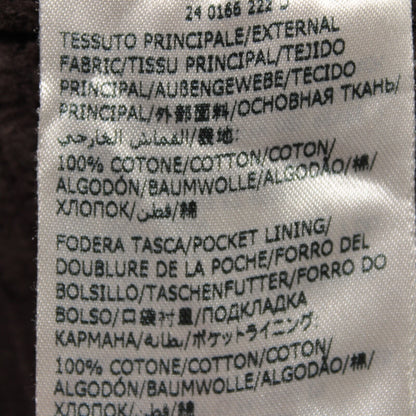 24 0166 222
TESSUTO PRINCIPALE/EXTERNAL
FABRIC/TISSU PRINCIPAL/TEJIDO
PRINCIPAL/AUßENGEWEBE/TECIDO
PRINCIPAL/外部面料/ОСНОВНАЯ ТКАНЬ/
القماش الخارجي/表地:
100% COTONE/COTTON/COTON/
ALGODÓN/BAUMWOLLE/ALGODÃO/棉/
ХЛОПОК/قطن/綿
FODERA TASCA/POCKET LINING/
DOUBLURE DE LA POCHE/FORRO DEL
BOLSILLO/TASCHENFUTTER/FORRO DO
BOLSO/口袋衬里/ПОДКЛАДКА
КАРМАНА/بطانه/ポケットライニング:
100% COTONE/COTTON/COTON/
ALGODÓN/BAUMWOLLE/ALGODÃO/棉/
ХЛОПОК/قطن/綿